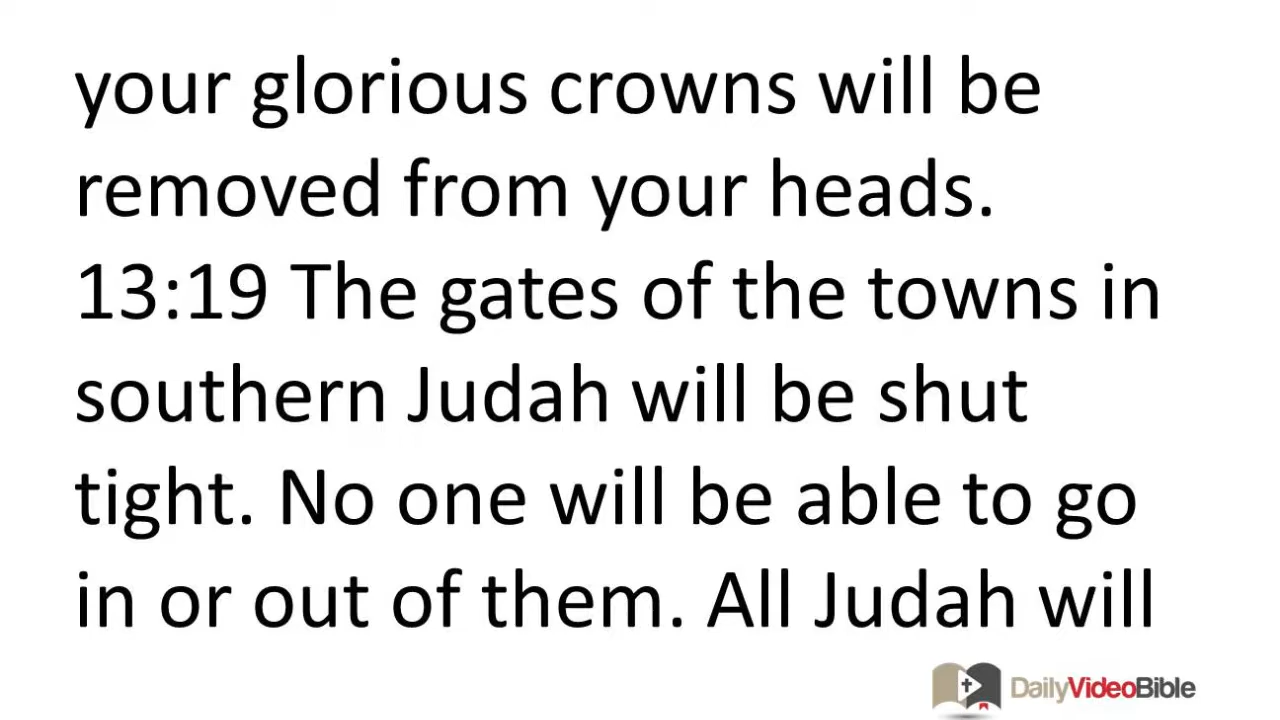 your glorious crowns will be
removed from your heads.
13:19 The gates of the towns in
southern Judah will be shut
tight. No one will be able to go
in or out of them. All Judah will
DailyVideoBible